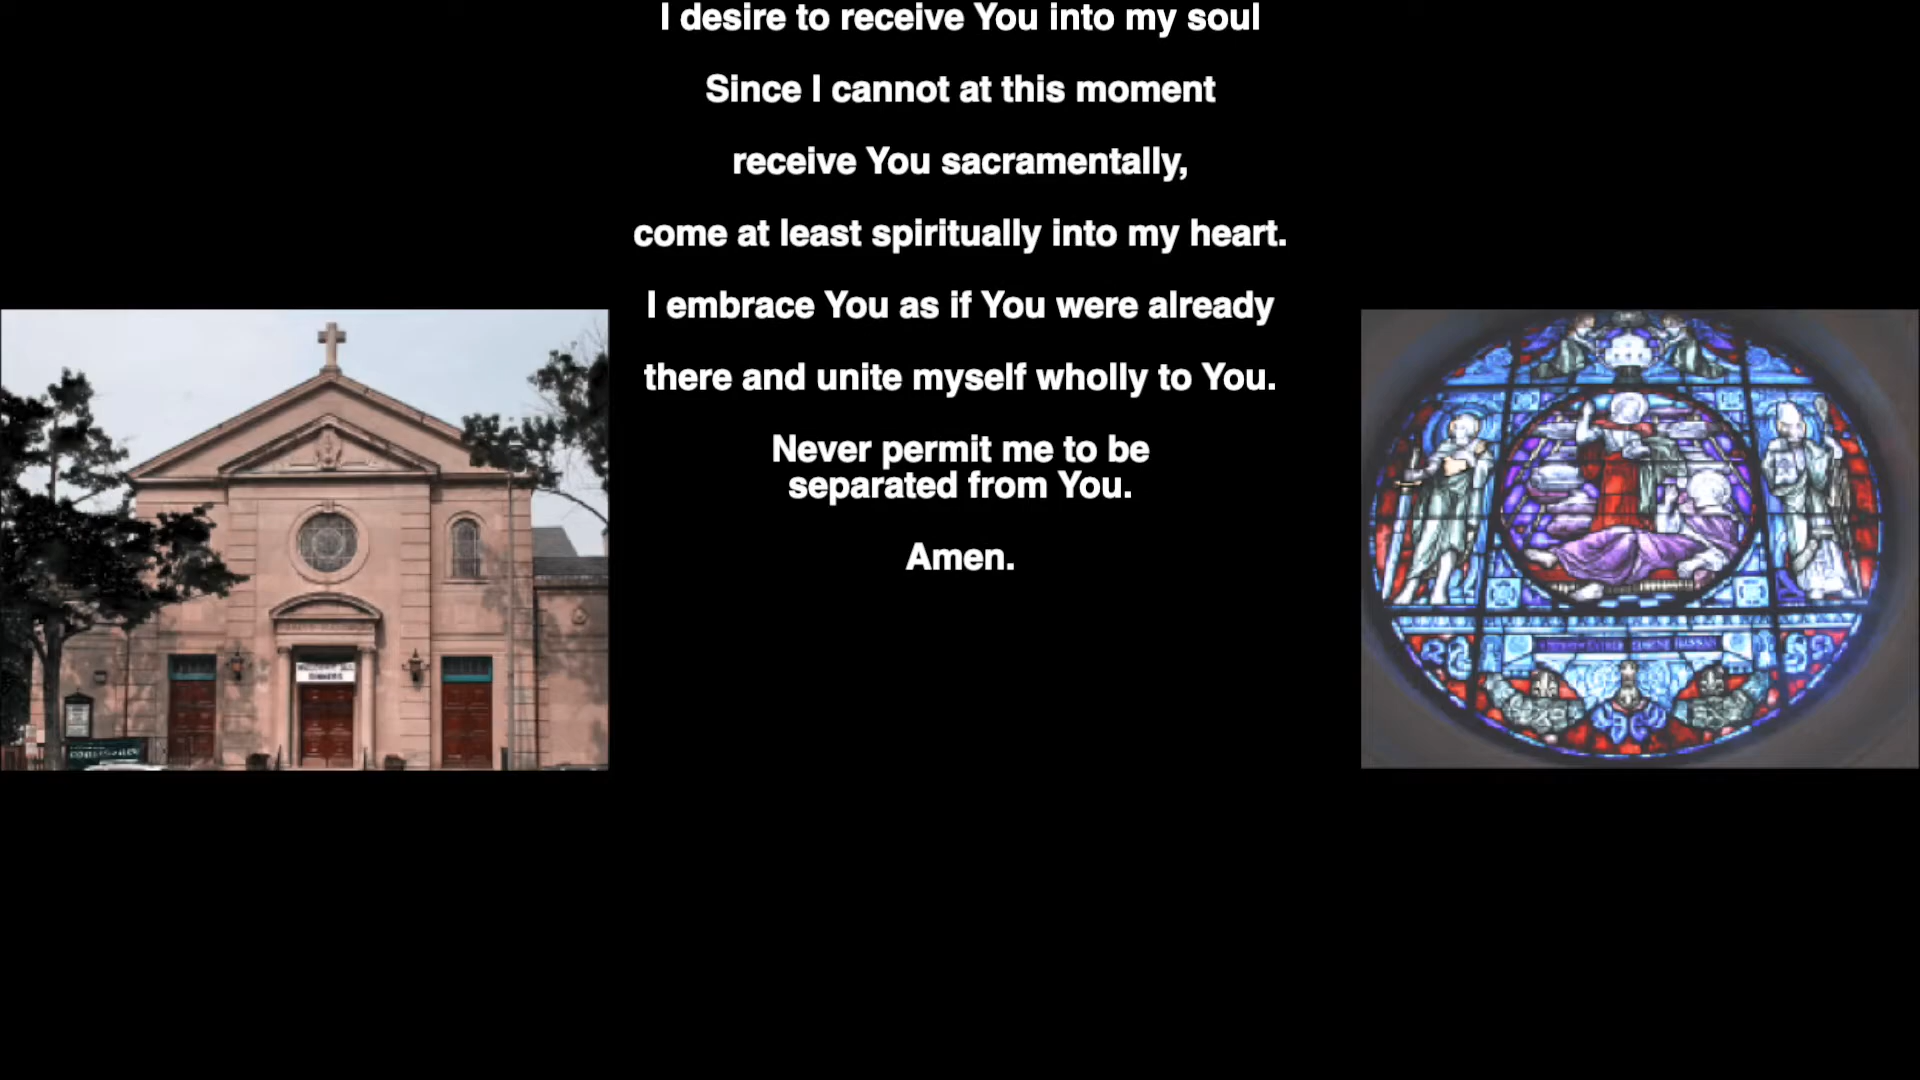 I desire to receive You into my soul
Since I cannot at this moment
receive You sacramentally,
come at least spiritually into my heart.
I embrace You as if You were already
there and unite myself wholly to You.
Never permit me to be
separated from You.
Amen.